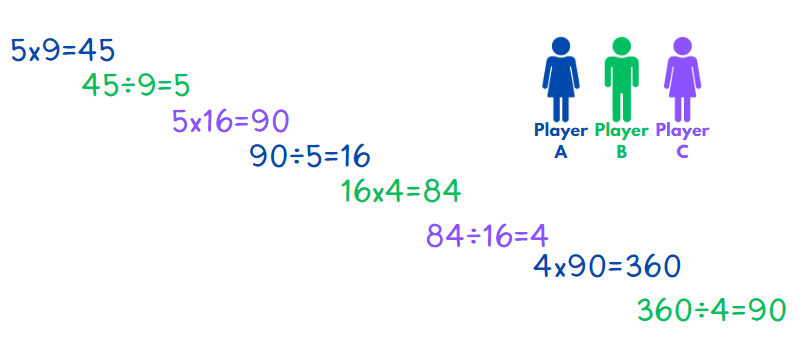 5x9=45
45÷9=5
5x16=90
90÷5=16
16x4=84
84÷16=4
4x90=360
360÷4=90
Player Player Player
A B C